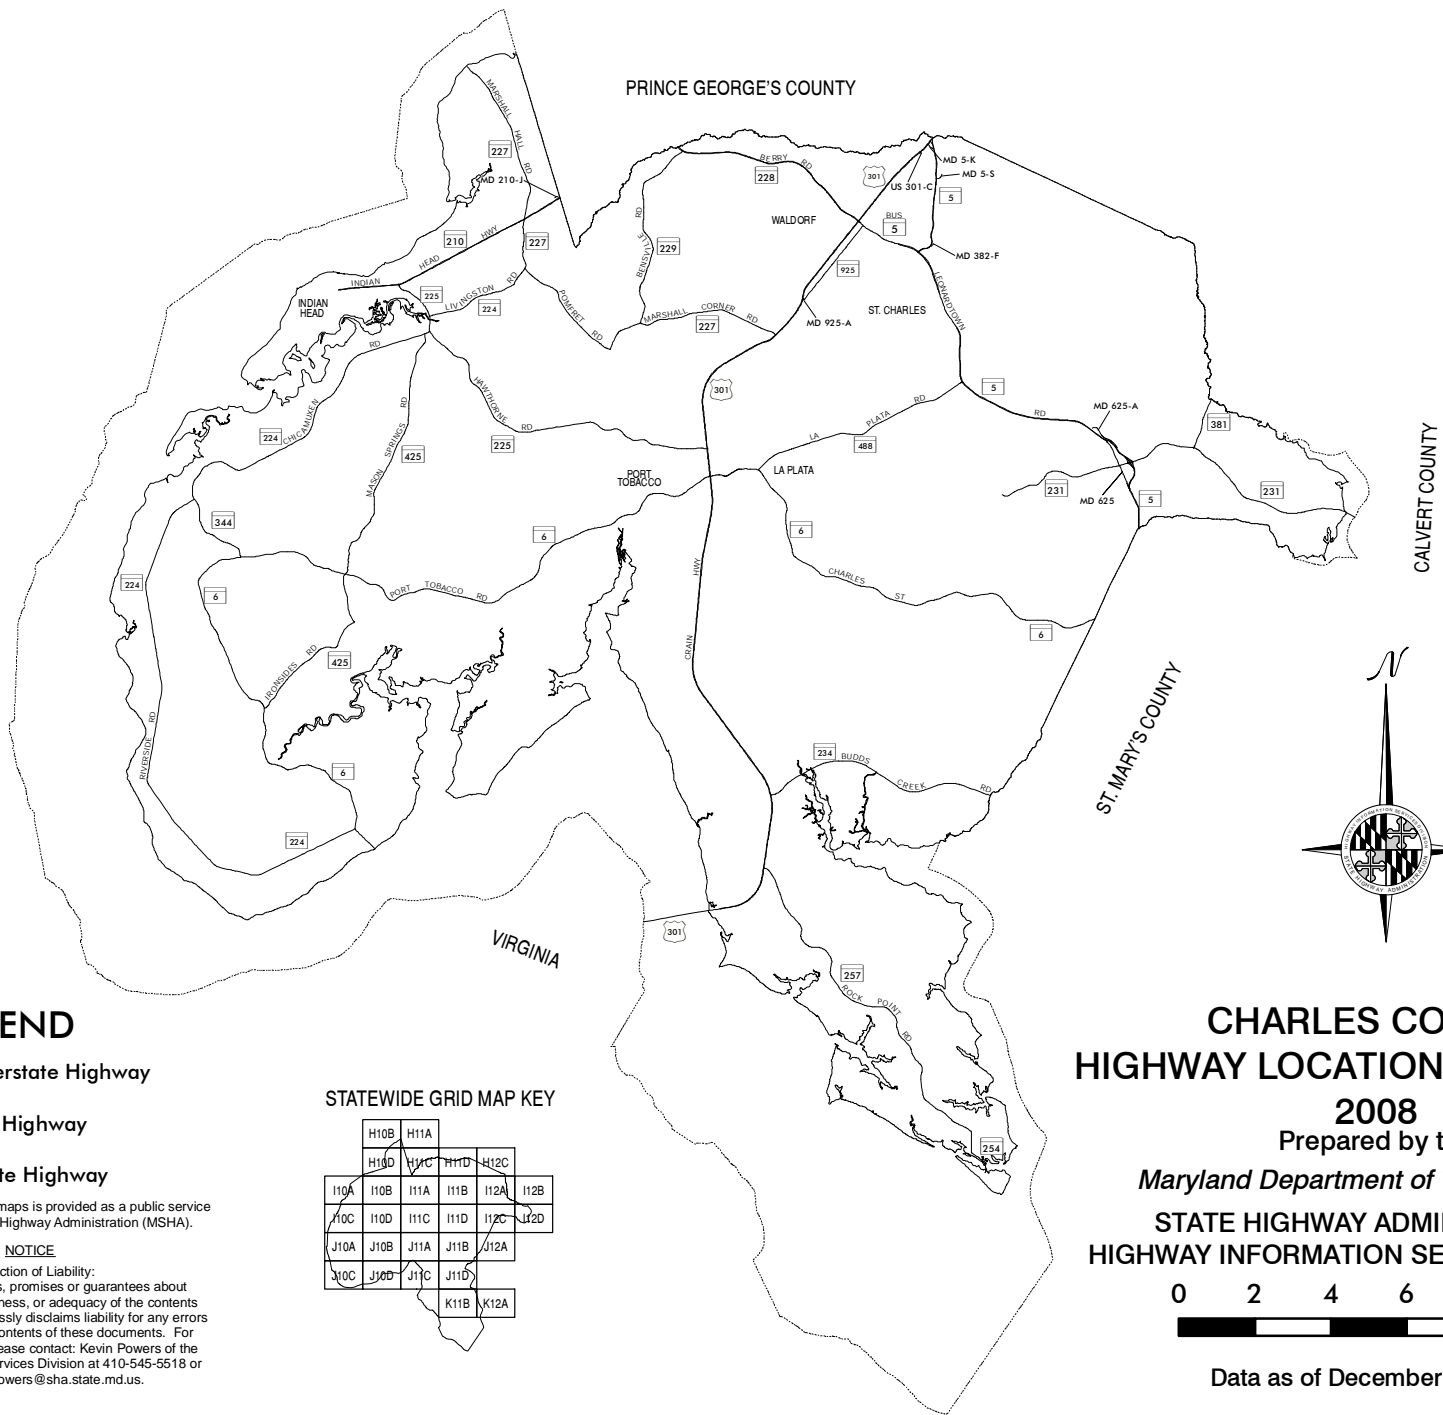 PRINCE GEORGE'S COUNTY
MARSHALL HALL RD
227
MD 210-J
BERRY RD
228
301
MD 5-K
MD 5-S
US 301-C
5
WALDORF
BUS
5
MD 382-F
210
INDIAN HEAD HWY
227
BENSVILLE RD
229
925
LEONARDTOWN
INDIAN
HEAD
225
LIVINGSTON RD
224
POMFRET RD
MARSHALL CORNER RD
227
MD 925-A
ST. CHARLES
RD
301
5
RD
MD 625-A
381
CHICAMUXEN
224
MASON SPRINGS RD
425
HAWTHORNE RD
225
LA PLATA RD
488
PORT
TOBACCO
LA PLATA
231
MD 625
5
231
CALVERT COUNTY
344
6
6
224
6
PORT TOBACCO RD
HWY
CHARLES ST
6
IRONSIDES RD
425
CRAIN
ST. MARY'S COUNTY
N
RIVERSIDE RD
6
234
BUDDS CREEK RD
224
HIGHWAY INFORMATION SERVICES DIVISION
STATE HIGHWAY ADMINISTRATION
VIRGINIA
301
257
ROCK POINT RD
254
END
erstate Highway
Highway
te Highway
maps is provided as a public service
Highway Administration (MSHA).
NOTICE
ction of Liability:
s, promises or guarantees about
ness, or adequacy of the contents
ssly disclaims liability for any errors
ontents of these documents. For
ease contact: Kevin Powers of the
rvices Division at 410-545-5518 or
owers@sha.state.md.us.
STATEWIDE GRID MAP KEY
H10B H11A
H10D H11C H11D H12C
I10A I10B I11A I11B I12A I12B
I10C I10D I11C I11D I12C I12D
J10A J10B J11A J11B J12A
J10C J10D J11C J11D
K11B K12A
CHARLES CO
HIGHWAY LOCATION
2008
Prepared by t
Maryland Department of
STATE HIGHWAY ADMI
HIGHWAY INFORMATION SE
0 2 4 6
Data as of December